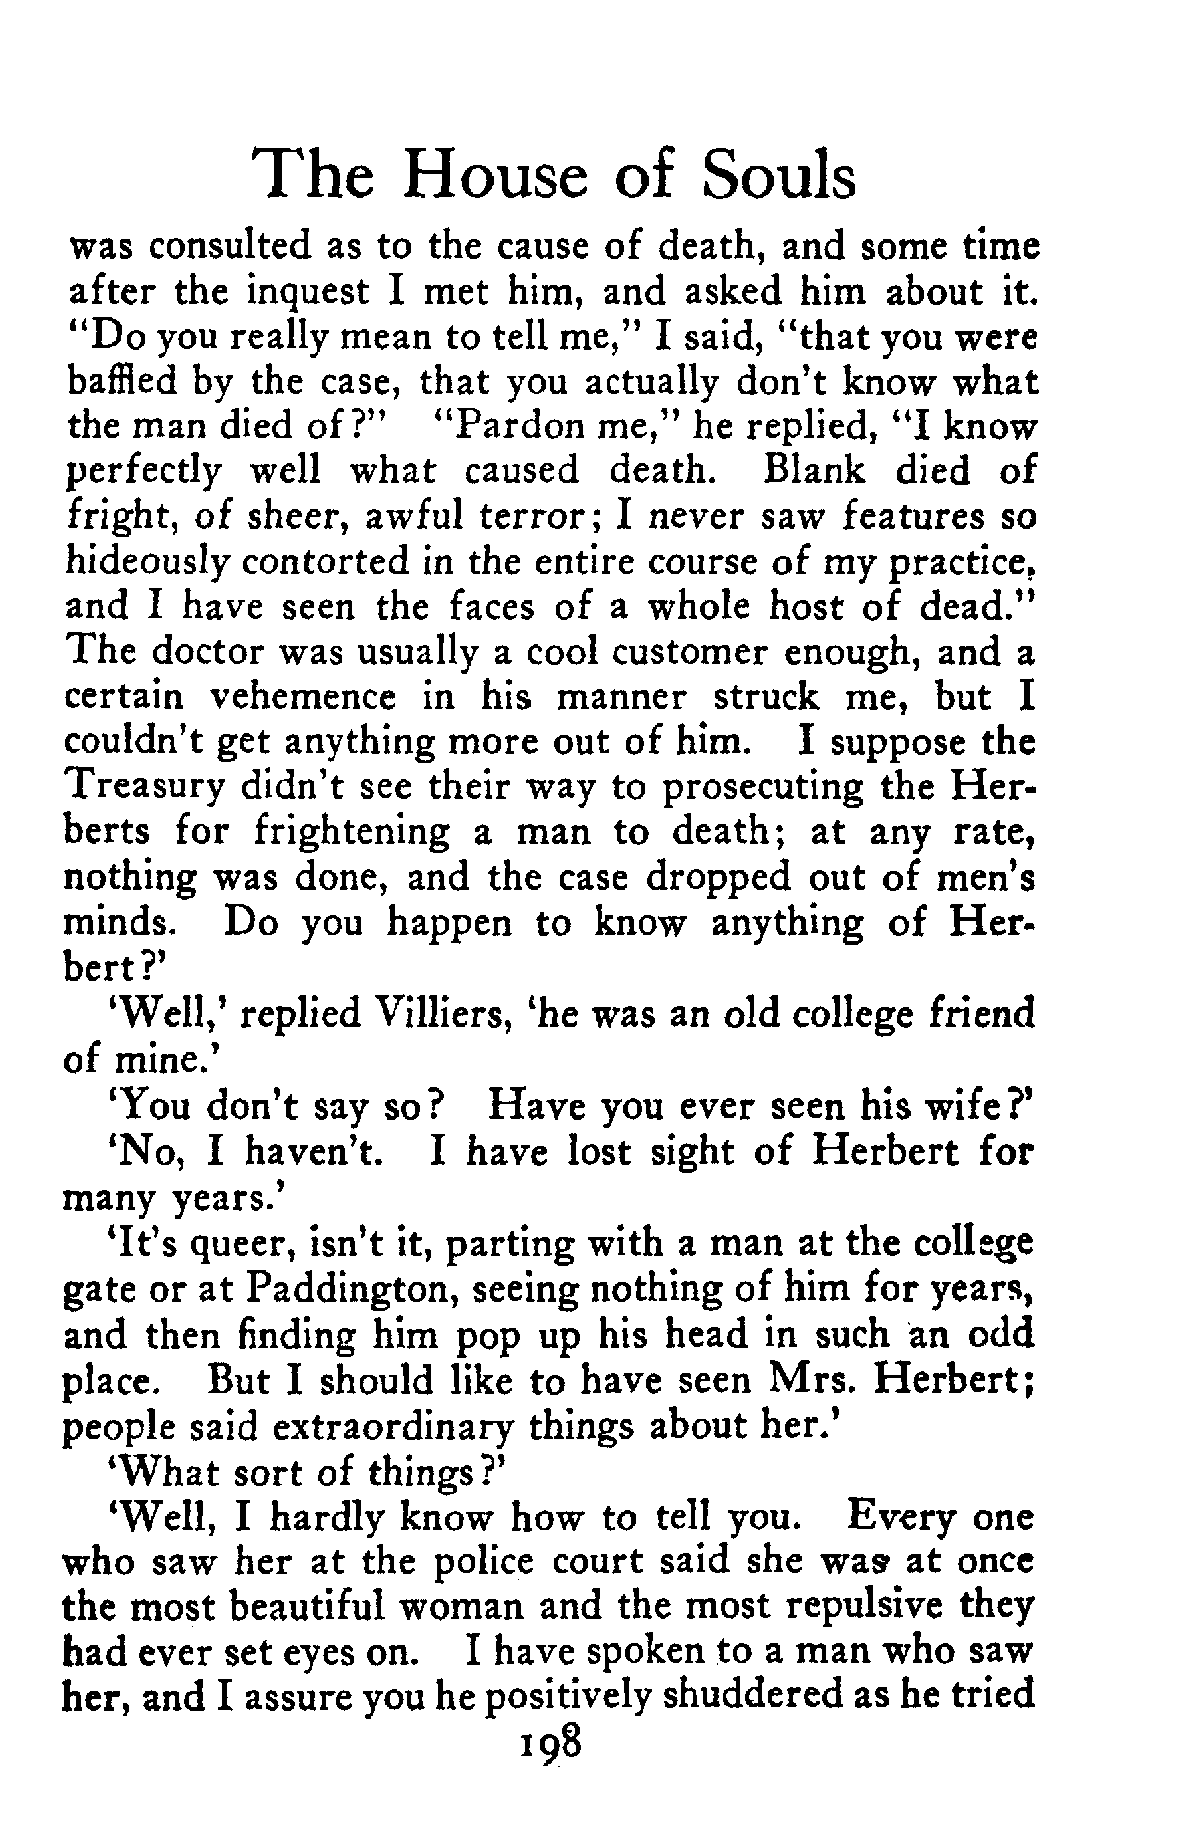 The House of Souls
was consulted as to the cause of death, and some time
after the inquest I met him, and asked him about it.
“Do you really mean to tell me,” I said, “that you were
baffled by the case, that you actually don’t know what
the man died of?” “Pardon me,” he replied, “I know
perfectly well what caused death. Blank died of
fright, of sheer, awful terror; I never saw features so
hideously contorted in the entire course of my practice,
and I have seen the faces of a whole host of dead.”
The doctor was usually a cool customer enough, and a
certain vehemence in his manner struck me, but I
couldn’t get anything more out of him. I suppose the
Treasury didn’t see their way to prosecuting the Her-
berts for frightening a man to death; at any rate,
nothing was done, and the case dropped out of men’s
minds. Do you happen to know anything of Her-
bert?’
‘Well,’ replied Villiers, ‘he was an old college friend
of mine.’
‘You don’t say so? Have you ever seen his wife?’
‘No, I haven’t. I have lost sight of Herbert for
many years.’
‘It’s queer, isn’t it, parting with a man at the college
gate or at Paddington, seeing nothing of him for years,
and then finding him pop up his head in such an odd
place. But I should like to have seen Mrs. Herbert;
people said extraordinary things about her.’
‘What sort of things?’
‘Well, I hardly know how to tell you. Every one
who saw her at the police court said she was at once
the most beautiful woman and the most repulsive they
had ever set eyes on. I have spoken to a man who saw
her, and I assure you he positively shuddered as he tried
198